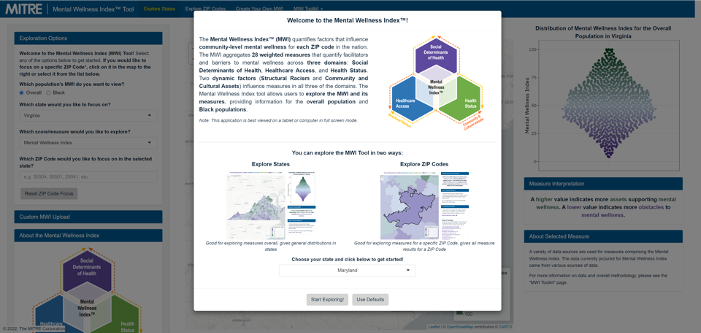 MITRE Mental Wellness Index™ Tool Explore States Explore ZIP Codes Create Your Own MWI MWI Toolkit
Exploration Options
Welcome to the Mental Wellness Index™ Tool! Select
any of the options below to get started. If you would like to
focus on a specific ZIP Code, click on it in the map to the
right or select it from the list below.
Which population's MWI do you want to view?
Overall Black
Which state would you like to focus on?
Virginia
Which score/measure would you like to explore?
Mental Wellness Index
Which ZIP Code would you like to focus on in the selected
state?
Reset ZIP Code Focus
Custom MWI Upload
About the Mental Wellness Index
Social
Determinants
of Health
Mental
Wellness
Index™
Healthcare
Access
Health
Status
© 2022, The MITRE Corporation
Welcome to the Mental Wellness Index™!
The Mental Wellness Index™ (MWI) quantifies factors that influence
community-level mental wellness for each ZIP code in the nation.
The MWI aggregates 28 weighted measures that quantify facilitators
and barriers to mental wellness across three domains: Social
Determinants of Health, Healthcare Access, and Health Status.
Two dynamic factors (Structural Racism and Community and
Cultural Assets) influence measures in all three of the domains. The
Mental Wellness Index tool allows users to explore the MWI and its
measures, providing information for the overall population and
Black populations.
Note: This application is best viewed on a tablet or computer in full screen mode.
Social
Determinants
of Health
Mental
Wellness
Index™
Healthcare
Access
Health
Status
You can explore the MWI Tool in two ways:
Explore States
Good for exploring measures overall, gives general distributions in
states
Explore ZIP Codes
Good for exploring measures for a specific ZIP Code, gives all measure
results for a ZIP Code
Choose your state and click below to get started!
Maryland
Start Exploring! Use Defaults
Distribution of Mental Wellness Index for the Overall
Population in Virginia
Mental Wellness Index
100
50
0
Measure Interpretation
A higher value indicates more assets supporting mental
wellness. A lower value indicates more obstacles to
mental wellness.
About Selected Measure
A variety of data sources are used for measures comprising the Mental
Wellness Index. The data currently pictured for Mental Wellness Index
came from various sources of data.
For more information on data and overall methodology, please see the
"MWI Toolkit" page.